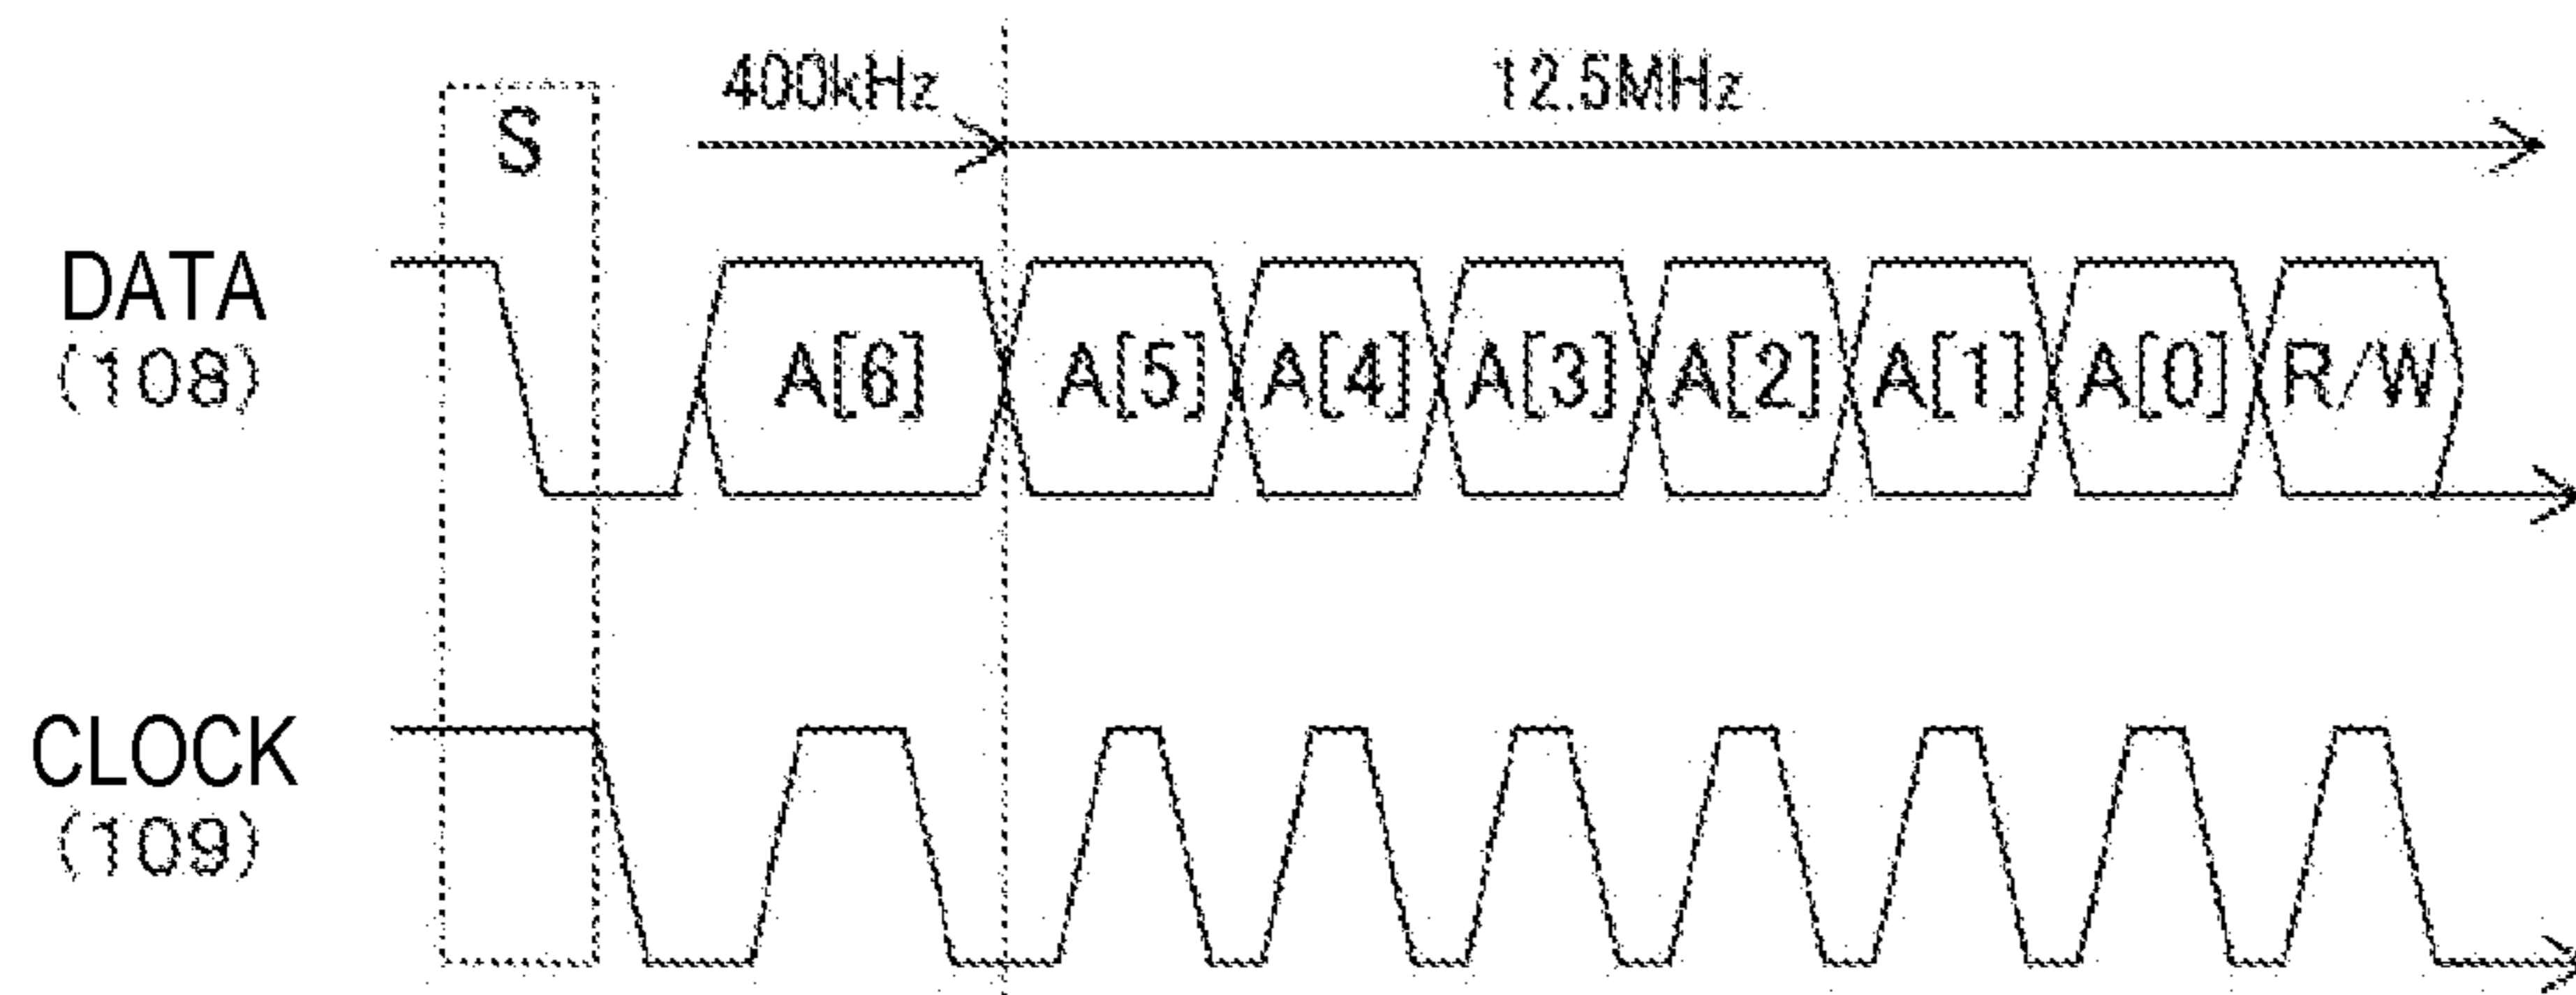 400kHz 12.5MHz
S
DATA
(108)
A[6] A[5] A[4] A[3] A[2] A[1] A[0] R/W
CLOCK
(109)